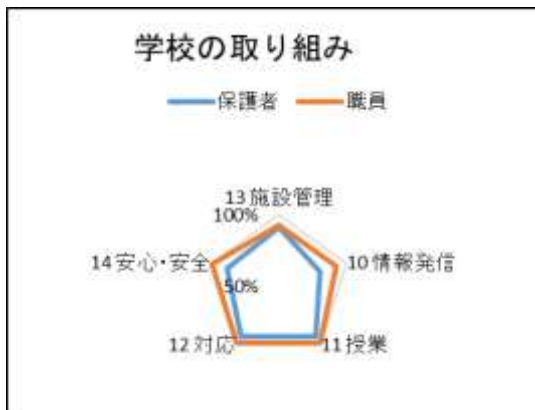 学校の取り組み
保護者 職員
13 施設管理
100%
14 安心・安全
10 情報発信
50%
12 対応
11 授業